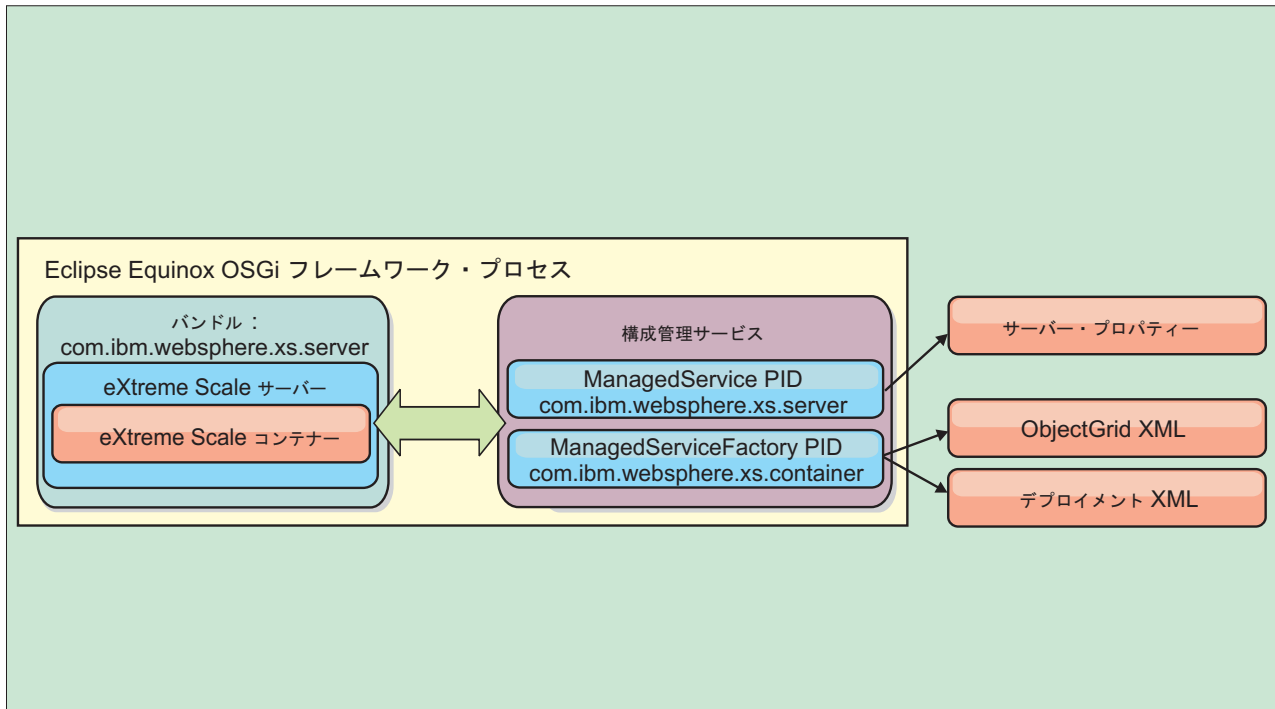 Eclipse Equinox OSGi フレームワーク・プロセス
バンドル：
com.ibm.websphere.xs.server
eXtreme Scale サーバー
eXtreme Scale コンテナー
構成管理サービス
ManagedService PID
com.ibm.websphere.xs.server
ManagedServiceFactory PID
com.ibm.websphere.xs.container
サーバー・プロパティー
ObjectGrid XML
デプロイメント XML